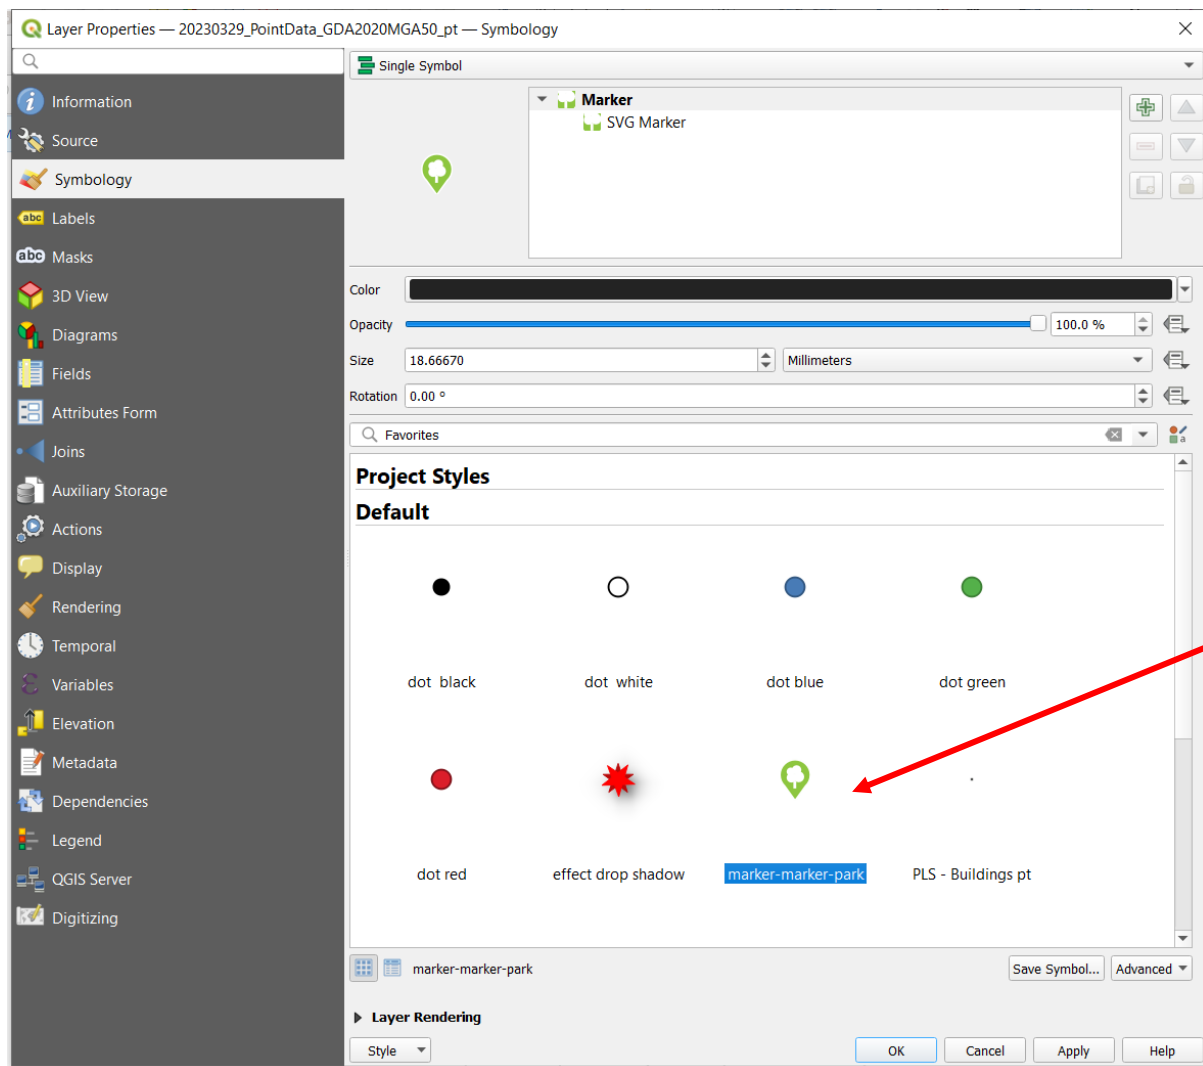 Layer Properties — 20230329_PointData_GDA2020MGA50_pt — Symbology
Information
Source
Symbology
abc Labels
abc Masks
3D View
Diagrams
Fields
Attributes Form
Joins
Auxiliary Storage
Actions
Display
Rendering
Temporal
Variables
Elevation
Metadata
Dependencies
Legend
QGIS Server
Digitizing
Single Symbol
Marker
SVG Marker
Color
Opacity 100.0 %
Size 18.66670 Millimeters
Rotation 0.00 °
Favorites
Project Styles
Default
dot black dot white dot blue dot green
dot red effect drop shadow marker-marker-park PLS - Buildings pt
marker-marker-park Save Symbol... Advanced
Layer Rendering
Style OK Cancel Apply Help